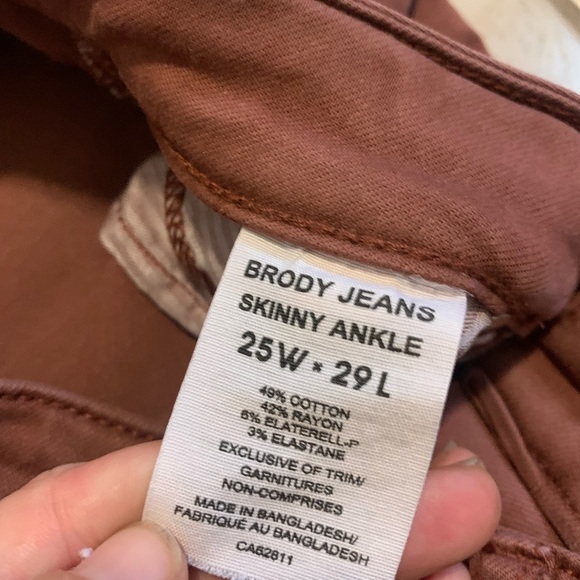 BRODY JEANS
SKINNY ANKLE
25W • 29L
49% COTTON
42% RAYON
6% ELATERELL-P
3% ELASTANE
EXCLUSIVE OF TRIM/
GARNITURES
NON-COMPRISES
MADE IN BANGLADESH/
FABRIQUÉ AU BANGLADESH
CA62811